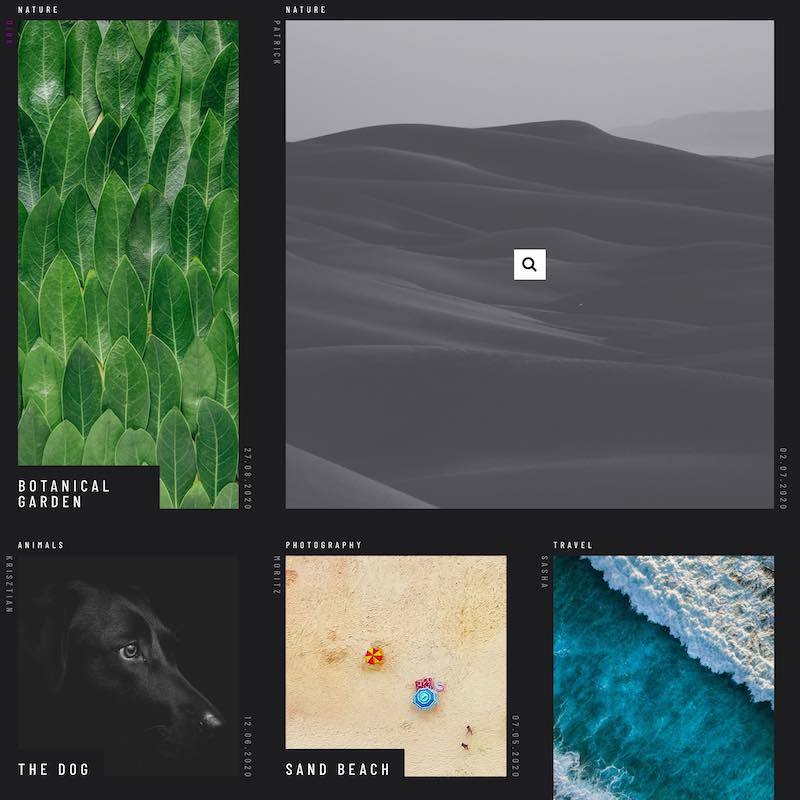 NATURE
DIRK
BOTANICAL
GARDEN
27.08.2020
NATURE
PATRICK
02.07.2020
ANIMALS
KRISZTIAN
THE DOG
12.06.2020
PHOTOGRAPHY
MORITZ
SAND BEACH
07.05.2020
TRAVEL
SASHA